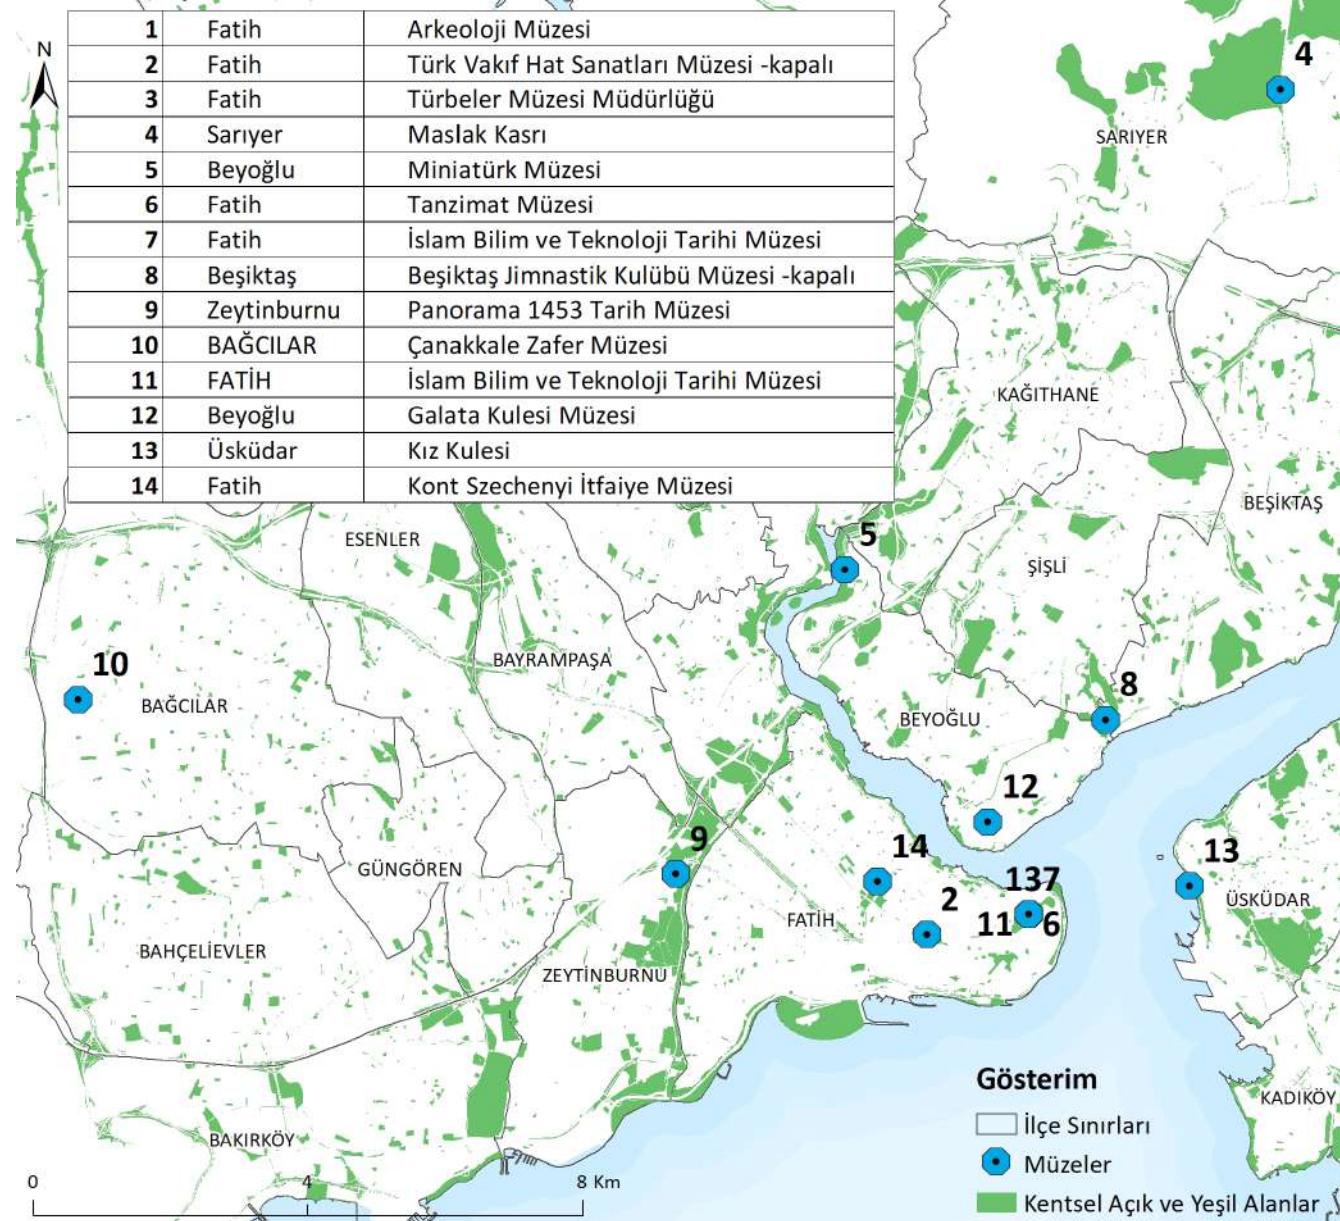 N
1 Fatih Arkeoloji Müzesi
2 Fatih Türk Vakıf Hat Sanatları Müzesi -kapalı
3 Fatih Türbeler Müzesi Müdürlüğü
4 Sarıyer Maslak Kasrı
5 Beyoğlu Miniatürk Müzesi
6 Fatih Tanzimat Müzesi
7 Fatih İslam Bilim ve Teknoloji Tarihi Müzesi
8 Beşiktaş Beşiktaş Jimnastik Kulübü Müzesi -kapalı
9 Zeytinburnu Panorama 1453 Tarih Müzesi
10 BAĞCILAR Çanakkale Zafer Müzesi
11 FATİH İslam Bilim ve Teknoloji Tarihi Müzesi
12 Beyoğlu Galata Kulesi Müzesi
13 Üsküdar Kız Kulesi
14 Fatih Kont Szechenyi İtfaiye Müzesi
4
SARIYER
KAĞITHANE
BEŞİKTAŞ
5
ESENLER
ŞİŞLİ
BAYRAMPAŞA
10
BAĞCILAR
8
BEYOĞLU
12
9
14
13
GÜNGÖREN
137
2
11
6
ÜSKÜDAR
FATİH
BAHÇELİEVLER
ZEYTİNBURNU
Gösterim
İlçe Sınırları
Müzeler
Kentsel Açık ve Yeşil Alanlar
KADIKÖY
BAKIRKÖY
0 4 8 Km